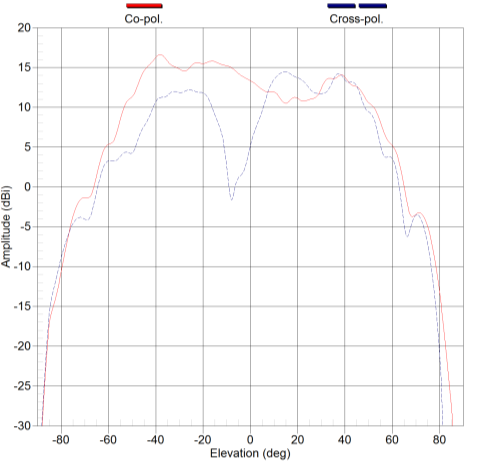 Co-pol. Cross-pol.
20
15
10
5
0
-5
-10
-15
-20
-25
-30
Amplitude (dBi)
-80 -60 -40 -20 0 20 40 60 80
Elevation (deg)